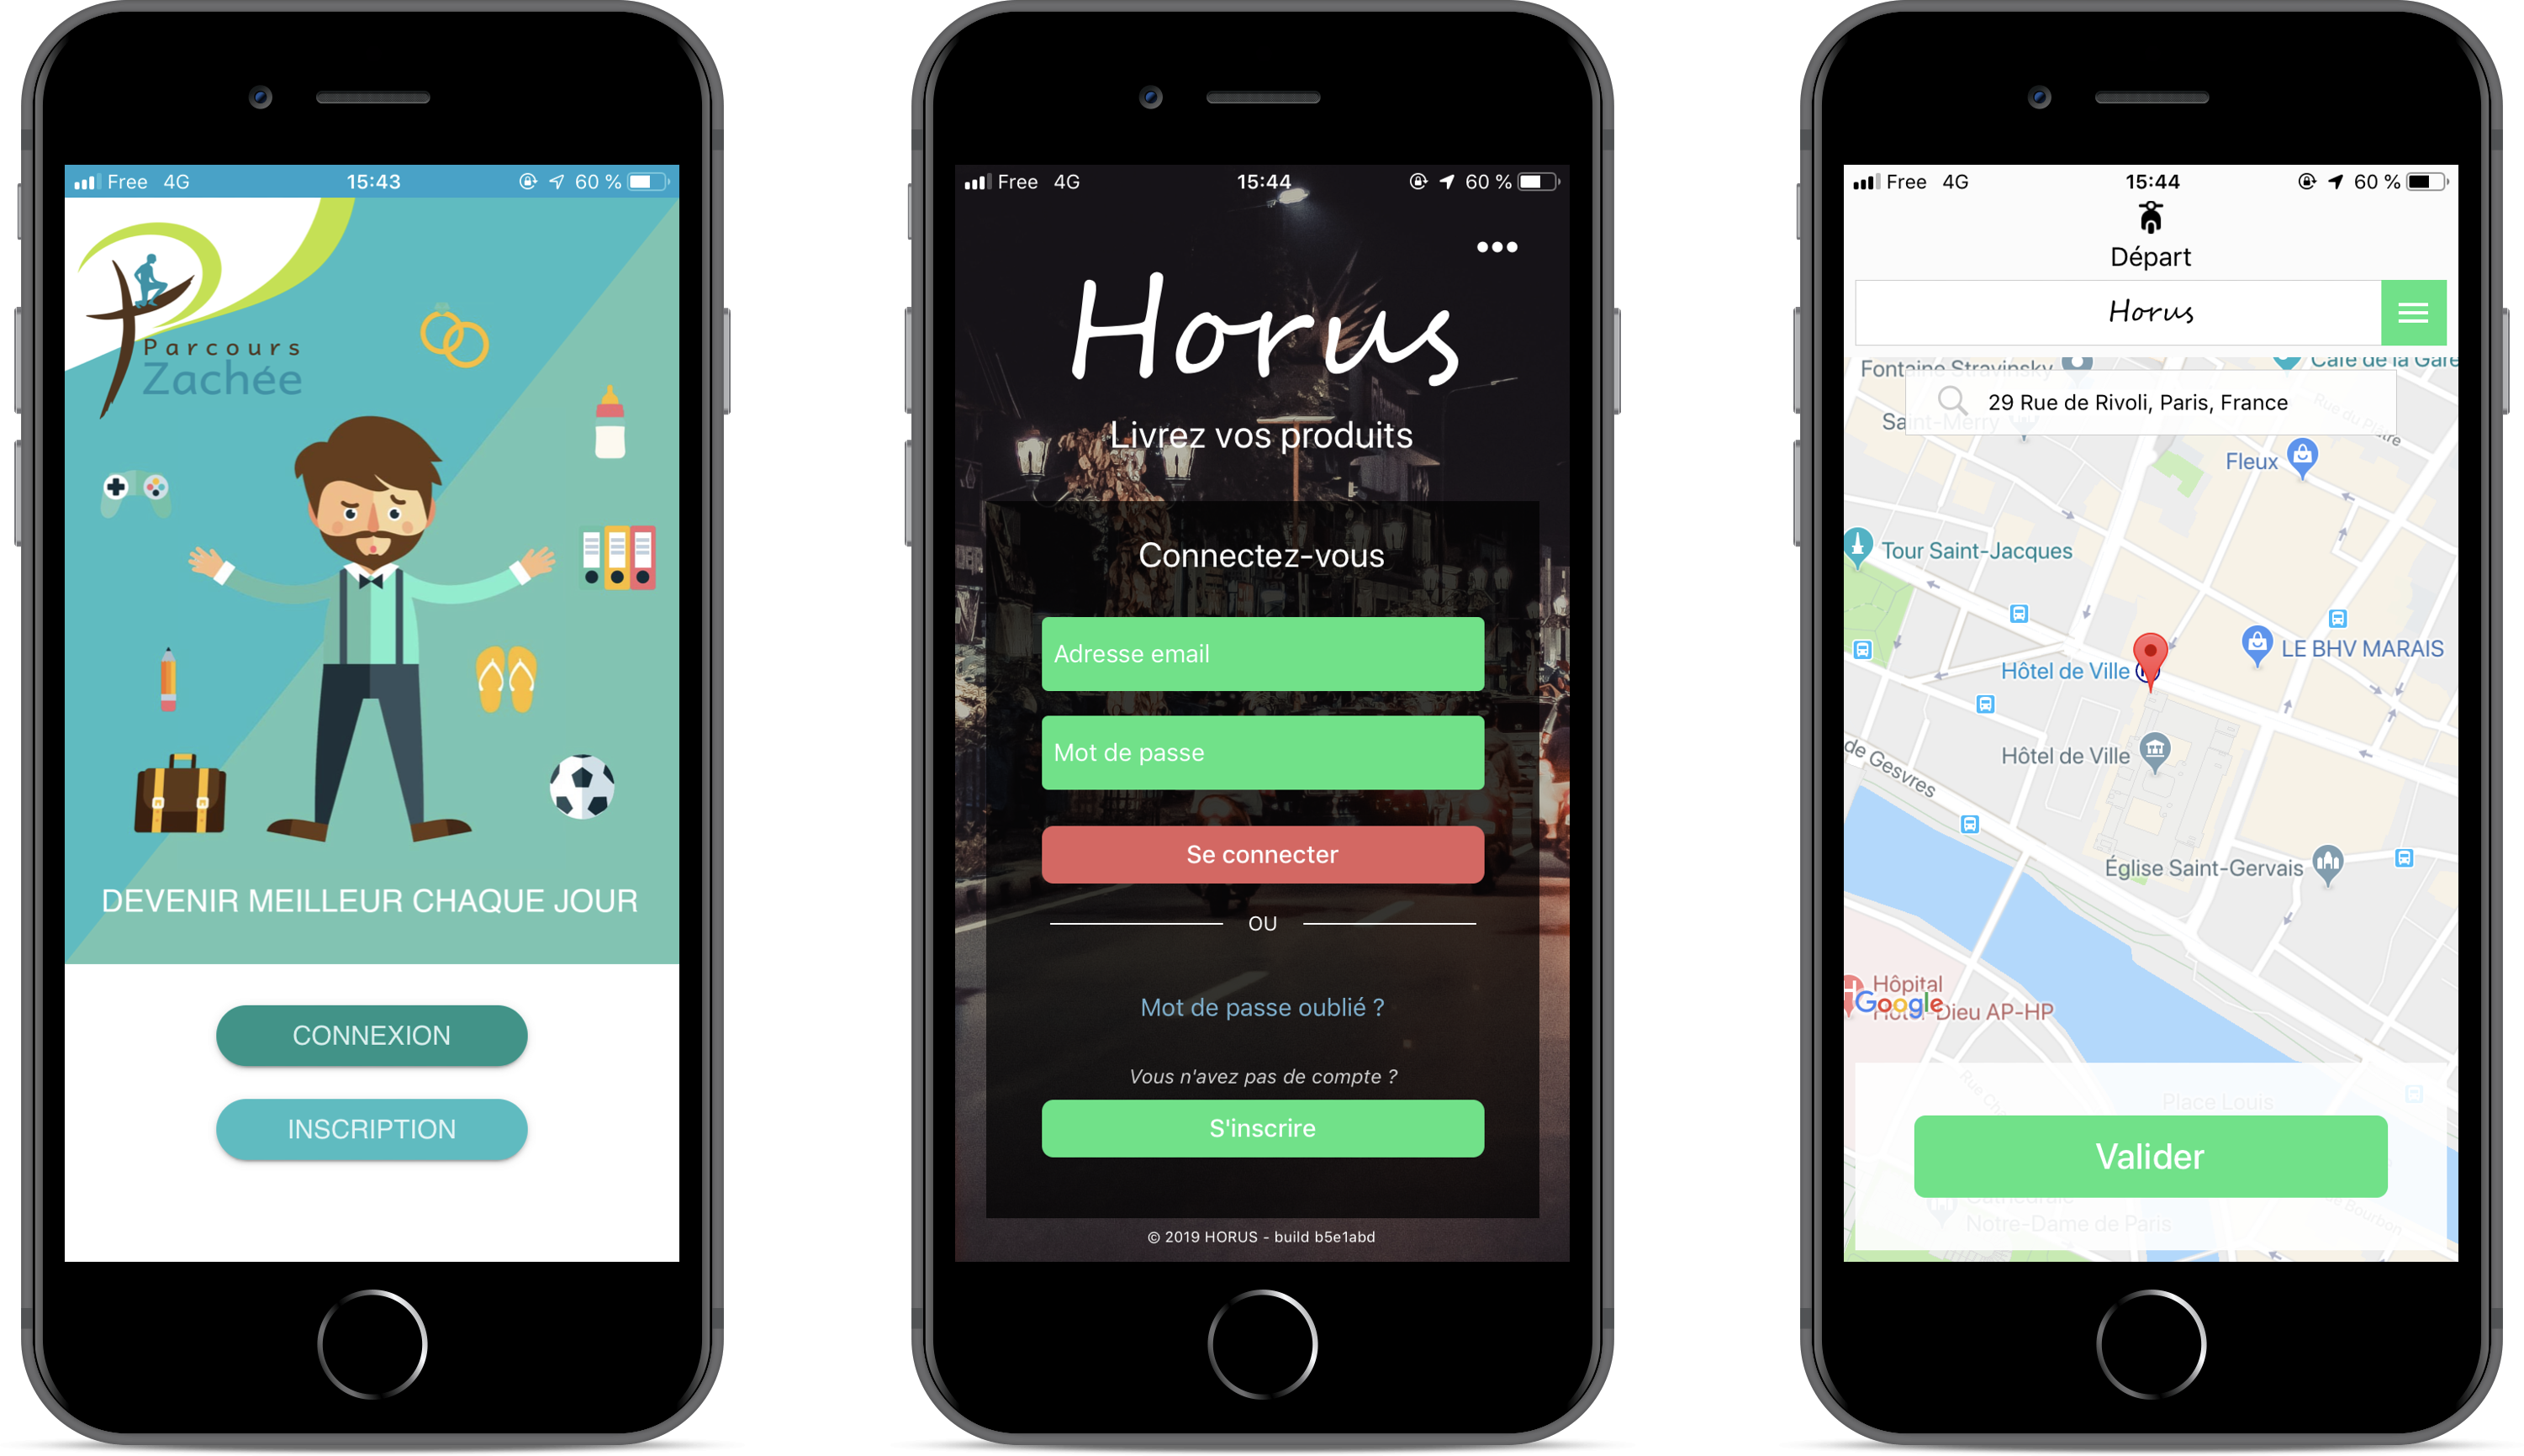 Free 4G 15:43 60 %
Parcours
Zachée
DEVENIR MEILLEUR CHAQUE JOUR
CONNEXION
INSCRIPTION
Free 4G 15:44 60 %
Horus
Livrez vos produits
Connectez-vous
Adresse email
Mot de passe
Se connecter
OU
Mot de passe oublié ?
Vous n'avez pas de compte ?
S'inscrire
© 2019 HORUS - build b5e1abd
Free 4G 15:44 60 %
Départ
Horus
Fontaine Stravinsky
Café de la Gare
29 Rue de Rivoli, Paris, France
Saint-Merry
Rue du Plâtre
Fleux
Tour Saint-Jacques
LE BHV MARAIS
Hôtel de Ville
Hôtel de Ville
de Gesvres
Église Saint-Gervais
Hôpital
Hôtel-Dieu AP-HP
Google
Place Louis
Valider
Cathédrale
Notre-Dame de Paris
Bourbon